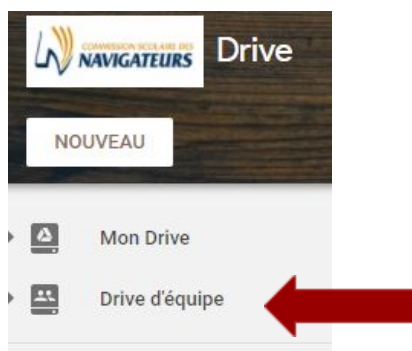 COMMISSION SCOLAIRE DES
NAVIGATEURS
Drive
NOUVEAU
Mon Drive
Drive d'équipe